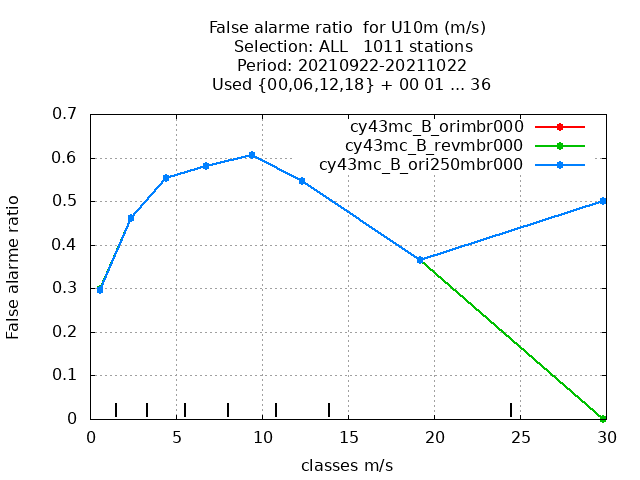 False alarme ratio  for U10m (m/s)
Selection: ALL   1011 stations
Period: 20210922-20211022
Used {00,06,12,18} + 00 01 ... 36
cy43mc_B_orimbr000
cy43mc_B_revmbr000
cy43mc_B_ori250mbr000
False alarme ratio
0.7
0.6
0.5
0.4
0.3
0.2
0.1
0
0 5 10 15 20 25 30
classes m/s